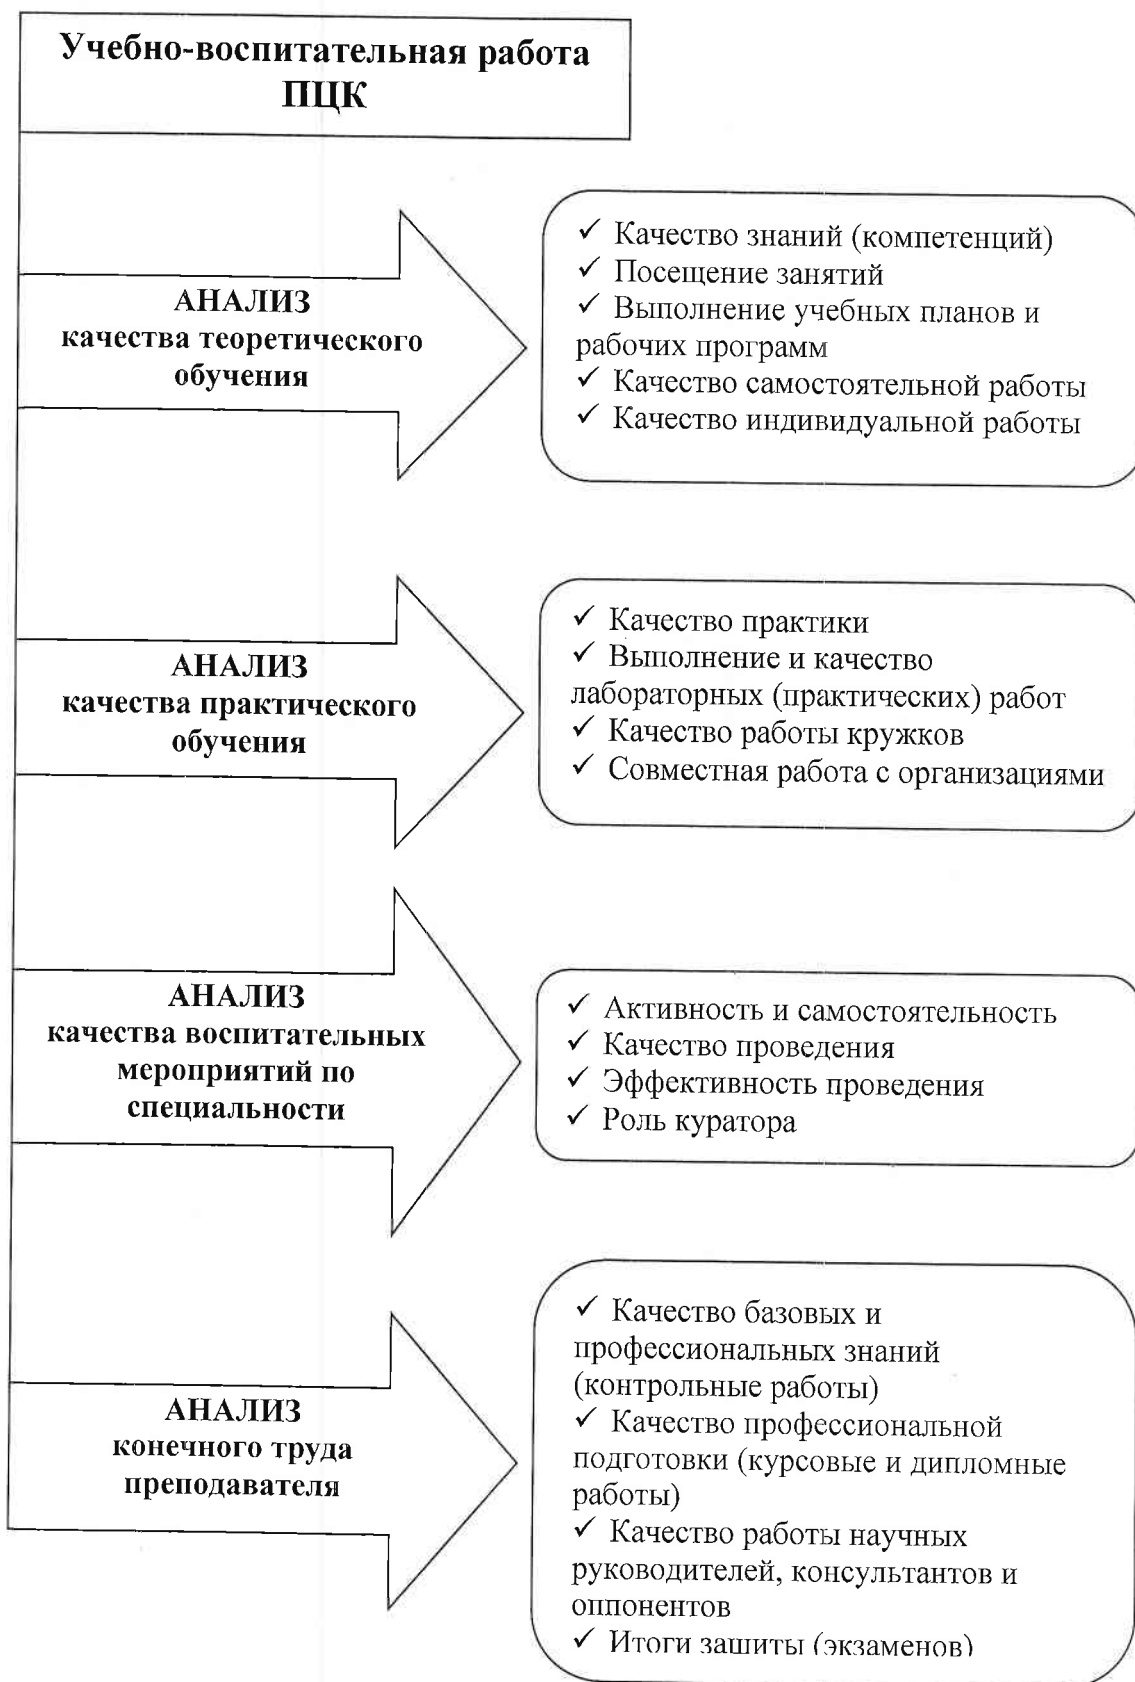 Учебно-воспитательная работа
ПЦК
АНАЛИЗ
качества теоретического
обучения
✓ Качество знаний (компетенций)
✓ Посещение занятий
✓ Выполнение учебных планов и
рабочих программ
✓ Качество самостоятельной работы
✓ Качество индивидуальной работы
АНАЛИЗ
качества практического
обучения
✓ Качество практики
✓ Выполнение и качество
лабораторных (практических) работ
✓ Качество работы кружков
✓ Совместная работа с организациями
АНАЛИЗ
качества воспитательных
мероприятий по
специальности
✓ Активность и самостоятельность
✓ Качество проведения
✓ Эффективность проведения
✓ Роль куратора
АНАЛИЗ
конечного труда
преподавателя
✓ Качество базовых и
профессиональных знаний
(контрольные работы)
✓ Качество профессиональной
подготовки (курсовые и дипломные
работы)
✓ Качество работы научных
руководителей, консультантов и
оппонентов
✓ Итоги защиты (экзаменов)